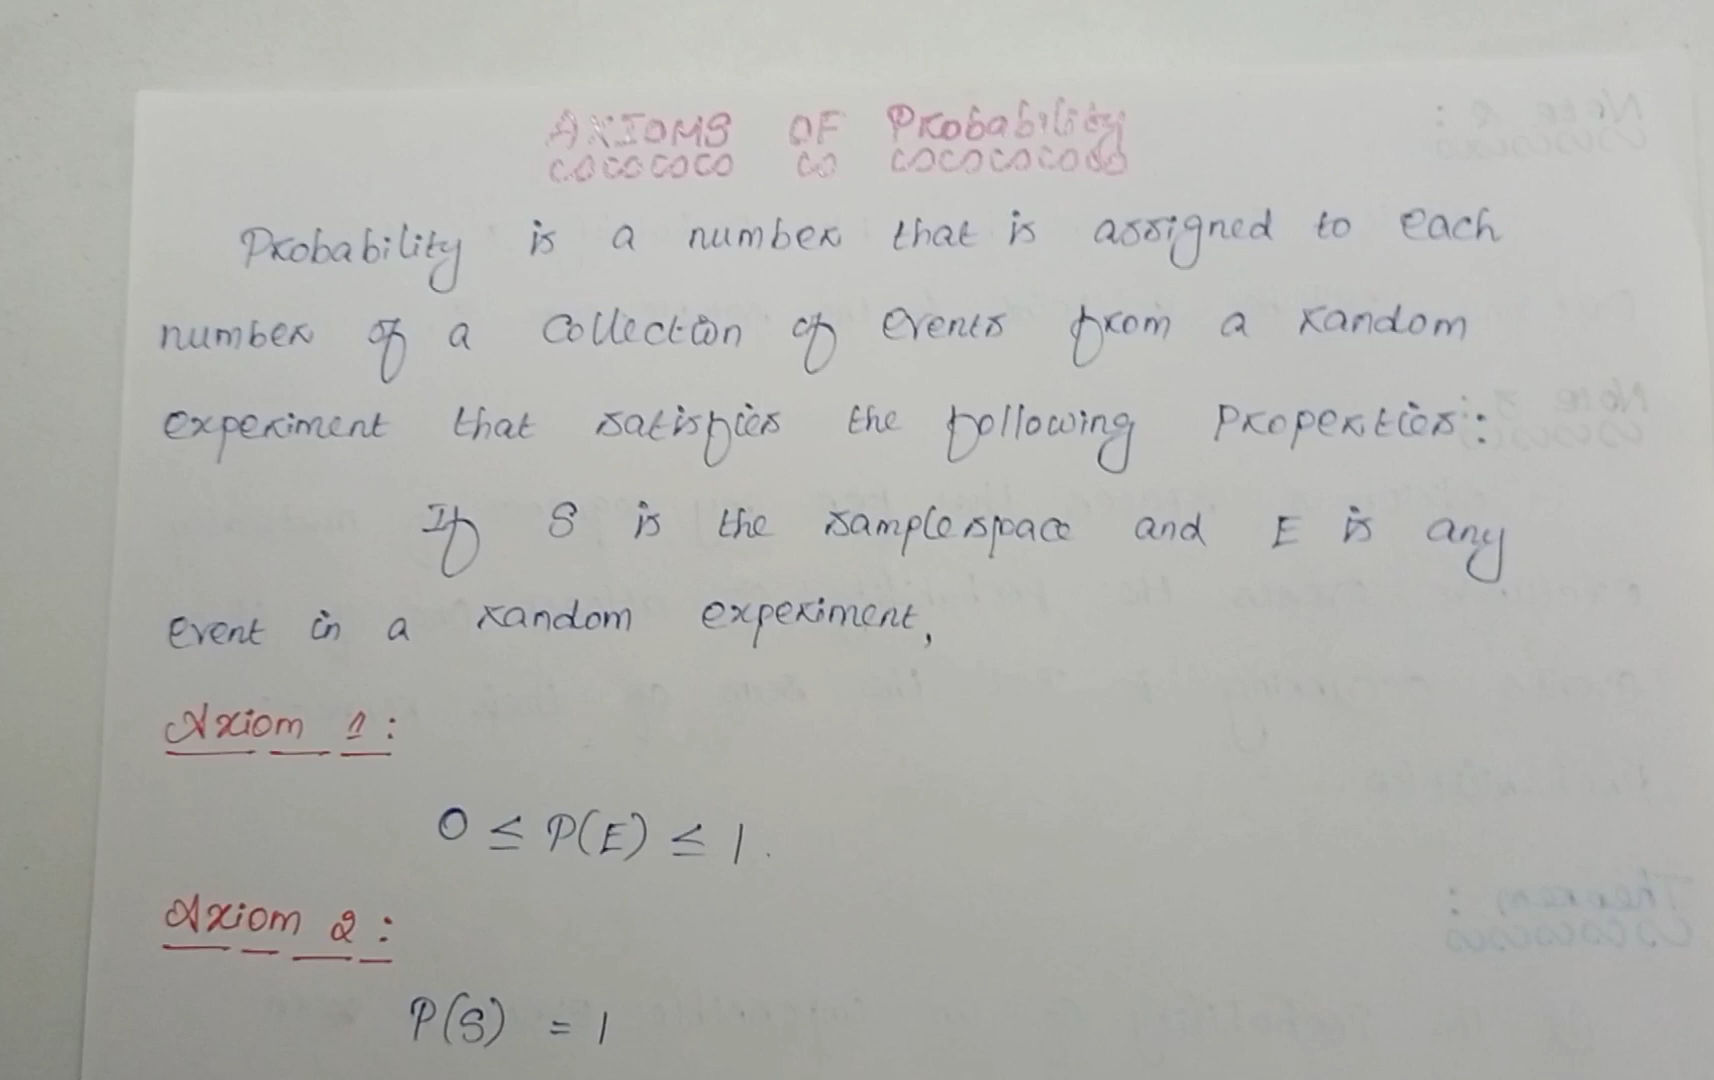 AXIOMS OF Probability
Probability is a number that is assigned to each
number of a collection of events from a random
experiment that satisfies the following Properties:
If S is the sample space and E is any
event in a random experiment,
Axiom 1:
0 ≤ P(E) ≤ 1.
Axiom 2:
P(S) = 1